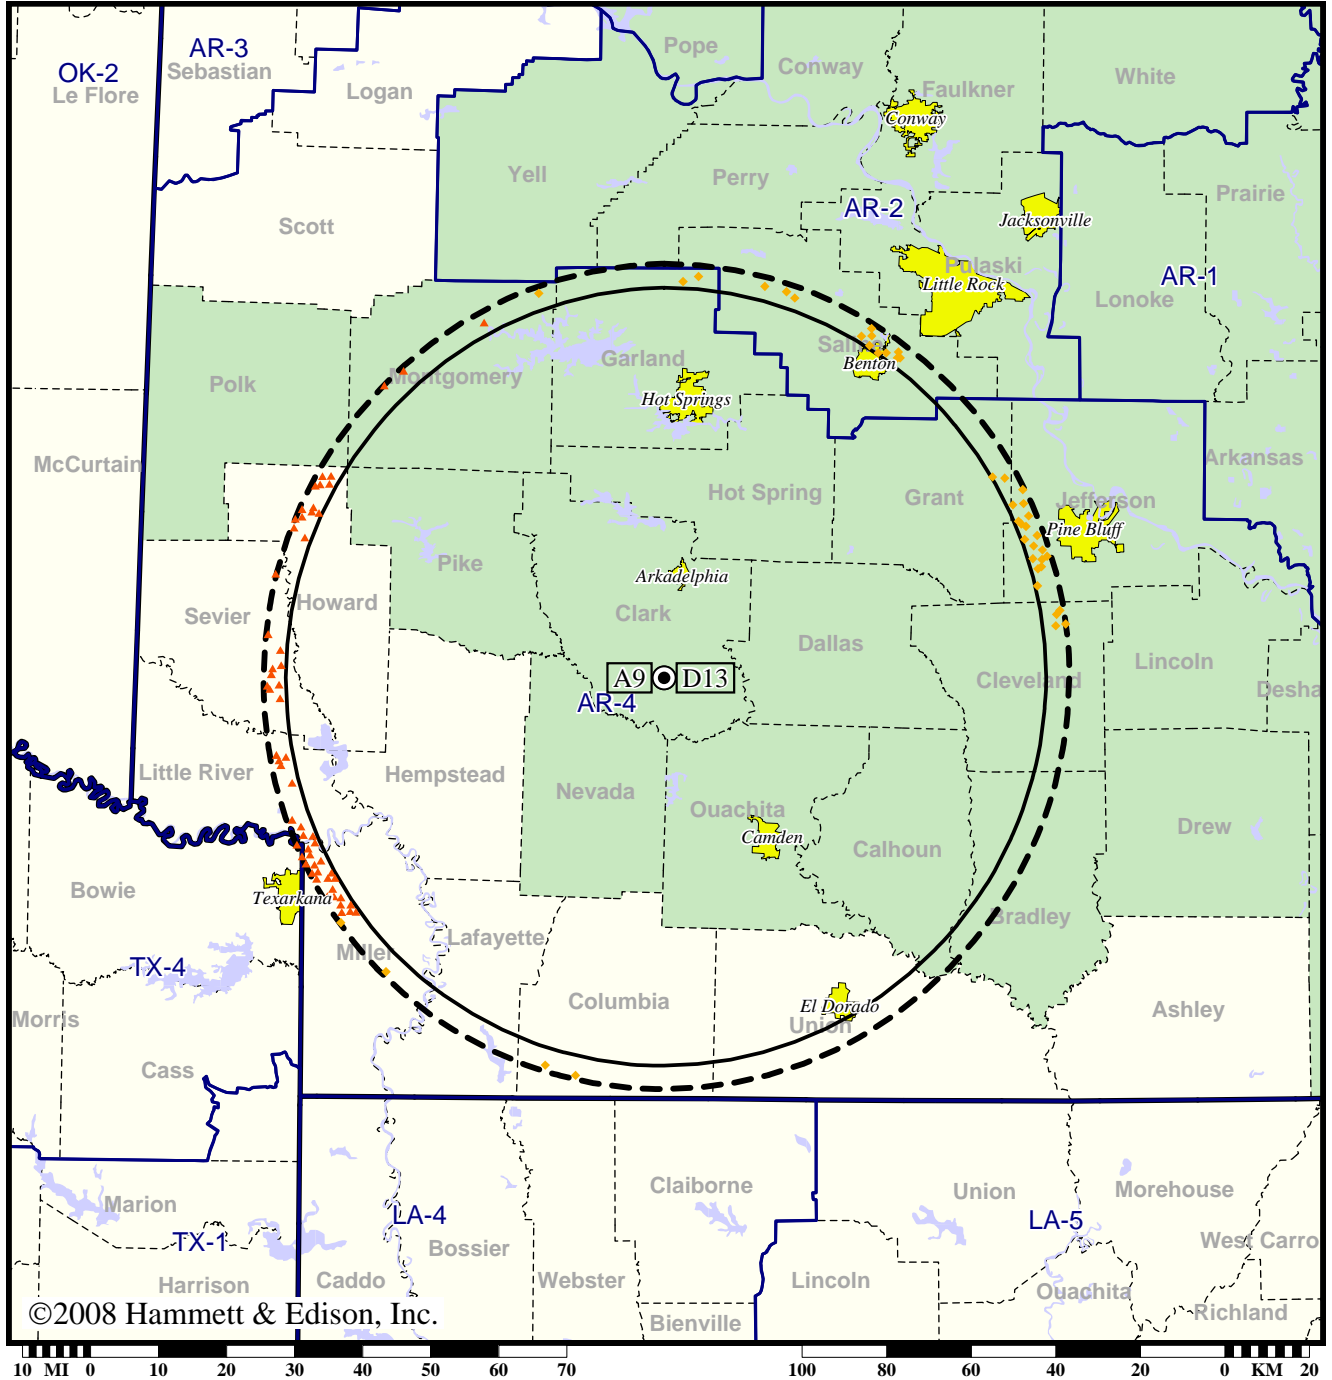 AR-3
Pope
Conway
OK-2
Sebastian
White
Le Flore
Logan
Faulkner
Conway
Yell
Perry
Prairie
AR-2
Scott
Jacksonville
Pulaski
AR-1
Little Rock
Lonoke
Saline
Garland
Benton
Polk
Montgomery
Hot Springs
McCurtain
Arkansas
Hot Spring
Grant
Jefferson
Pine Bluff
Pike
Arkadelphia
Howard
Sevier
Clark
Dallas
Lincoln
A9
D13
Cleveland
Desha
AR-4
Little River
Hempstead
Nevada
Ouachita
Drew
Camden
Calhoun
Bowie
Texarkana
Bradley
Lafayette
Miller
TX-4
Columbia
El Dorado
Ashley
Morris
Union
Cass
Claiborne
Union
Morehouse
Marion
LA-4
LA-5
TX-1
Bossier
West Carro
Harrison
Caddo
Webster
Lincoln
Ouachita
Richland
©2008 Hammett & Edison, Inc.
Bienville
10 MI 0 10 20 30 40 50 60 70 100 80 60 40 20 0 KM 20